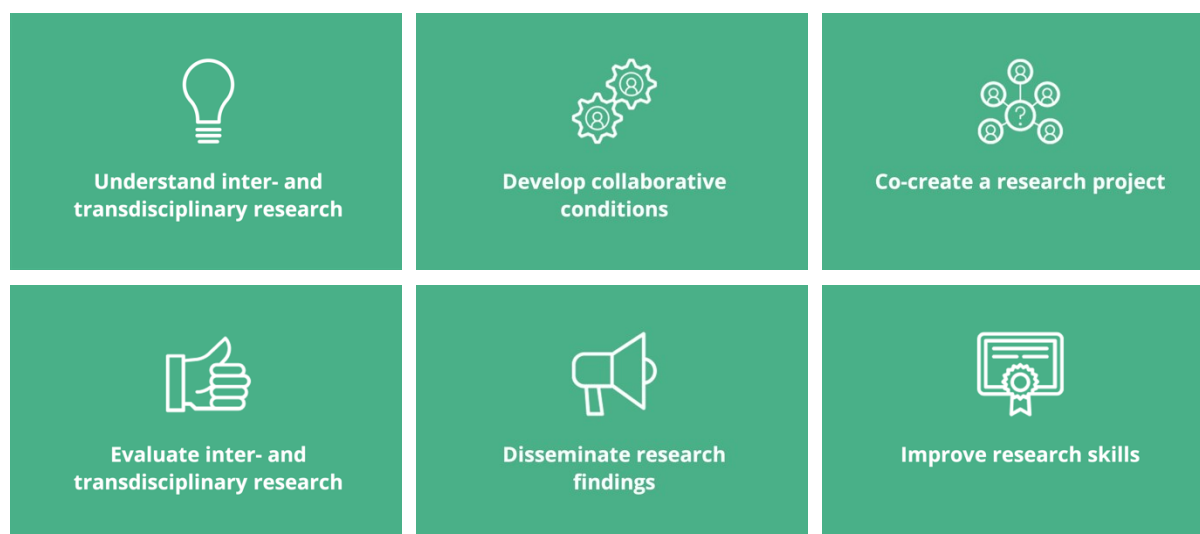 Understand inter- and
transdisciplinary research
Develop collaborative
conditions
Co-create a research project
?
Evaluate inter- and
transdisciplinary research
Disseminate research
findings
Improve research skills